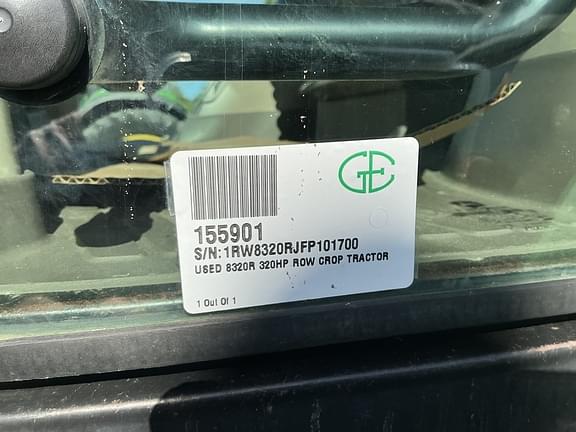 GE
155901
S/N:1RW8320RJFP101700
USED 8320R 320HP ROW CROP TRACTOR
1 Out Of 1